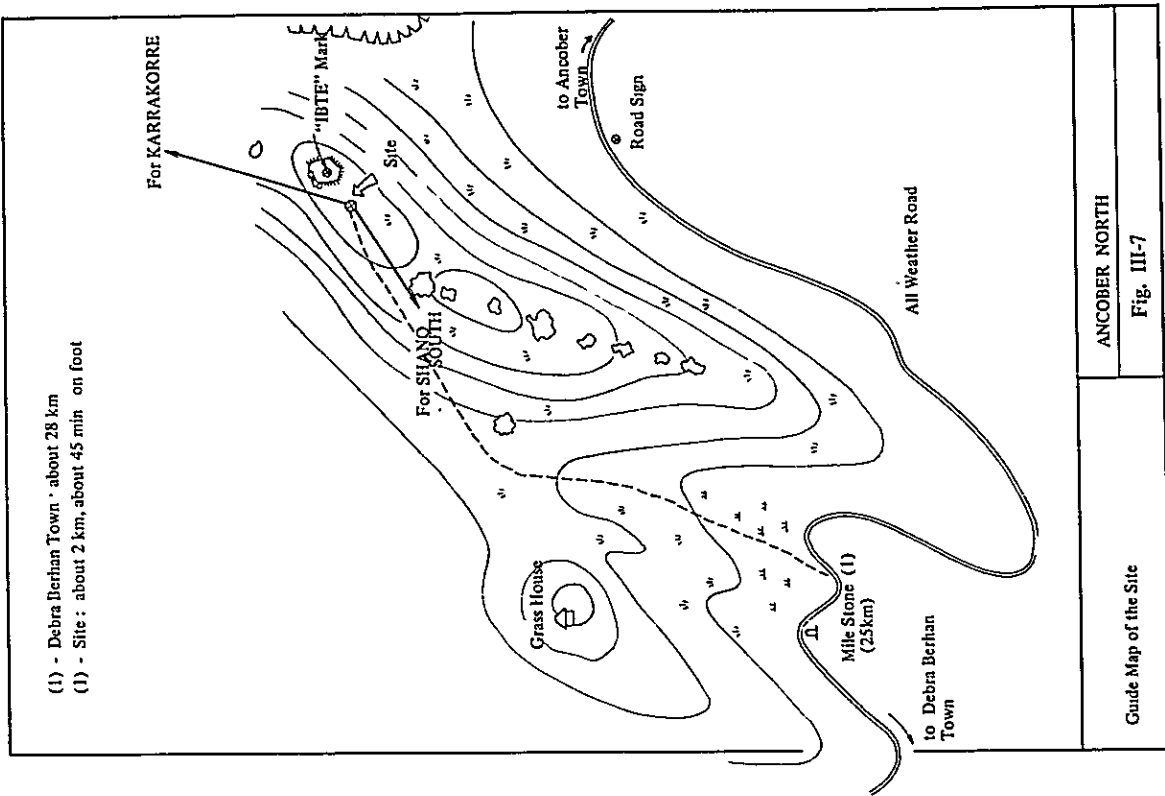 (1) - Debra Berhan Town · about 28 km
(1) - Site : about 2 km, about 45 min on foot
For KARRAKORRE
"IBTE" Mark
Site
For SHANO
SOUTH
to Ancober
Town
Road Sign
Grass House
All Weather Road
Mile Stone (1)
(25km)
to Debra Berhan
Town
Guide Map of the Site
ANCOBER NORTH
Fig. III-7